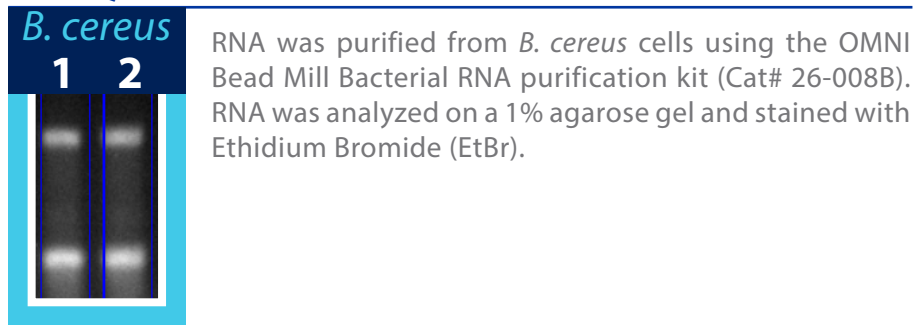 B. cereus
1 2
RNA was purified from B. cereus cells using the OMNI
Bead Mill Bacterial RNA purification kit (Cat# 26-008B).
RNA was analyzed on a 1% agarose gel and stained with
Ethidium Bromide (EtBr).